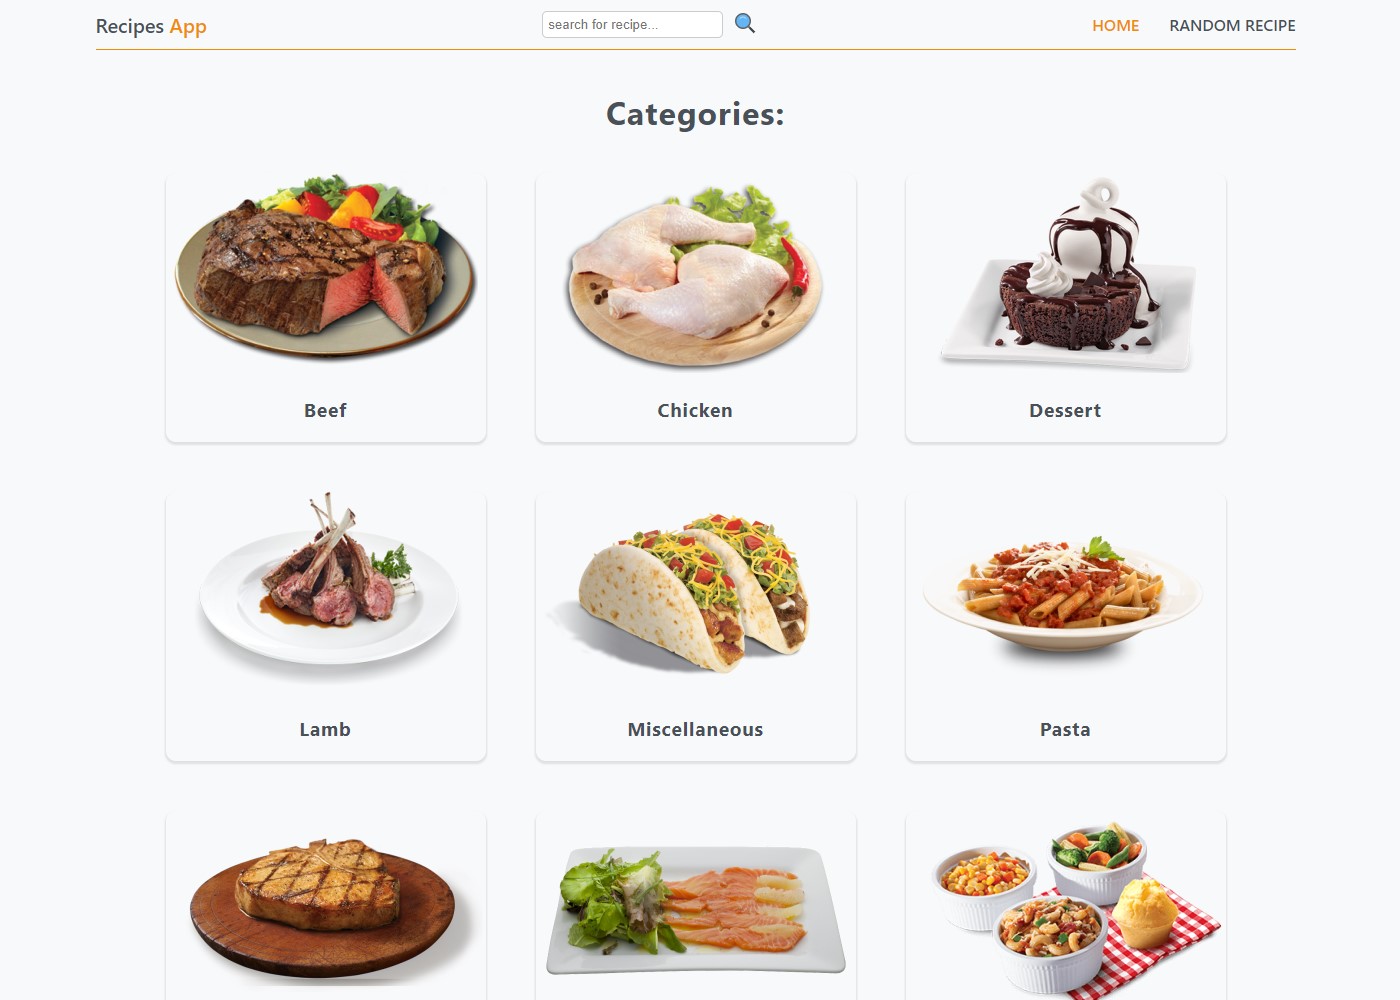 Recipes App
search for recipe...
HOME
RANDOM RECIPE
Categories:
Beef
Chicken
Dessert
Lamb
Miscellaneous
Pasta